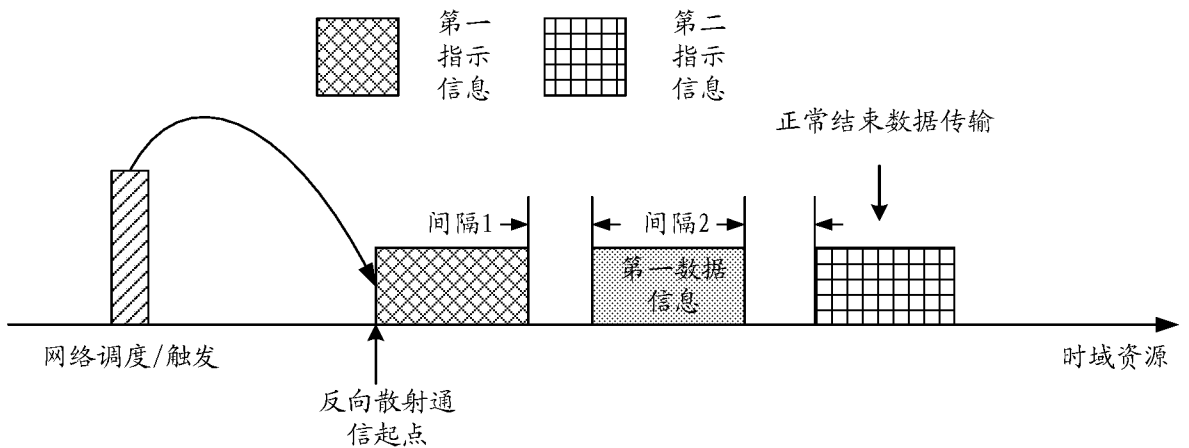 第一
指示
信息
第二
指示
信息
正常结束数据传输
间隔1
间隔2
第一数据
信息
网络调度/触发
时域资源
反向散射通
信起点